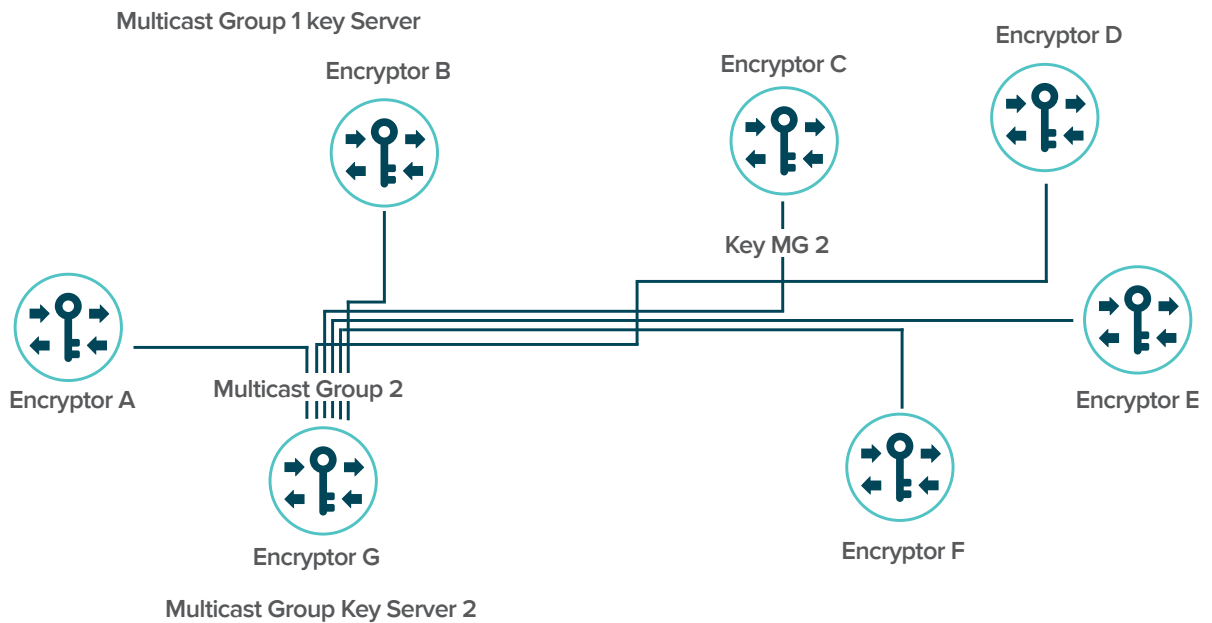 Multicast Group 1 key Server
Encryptor B
Encryptor C
Encryptor D
Key MG 2
Encryptor A
Multicast Group 2
Encryptor E
Encryptor G
Encryptor F
Multicast Group Key Server 2